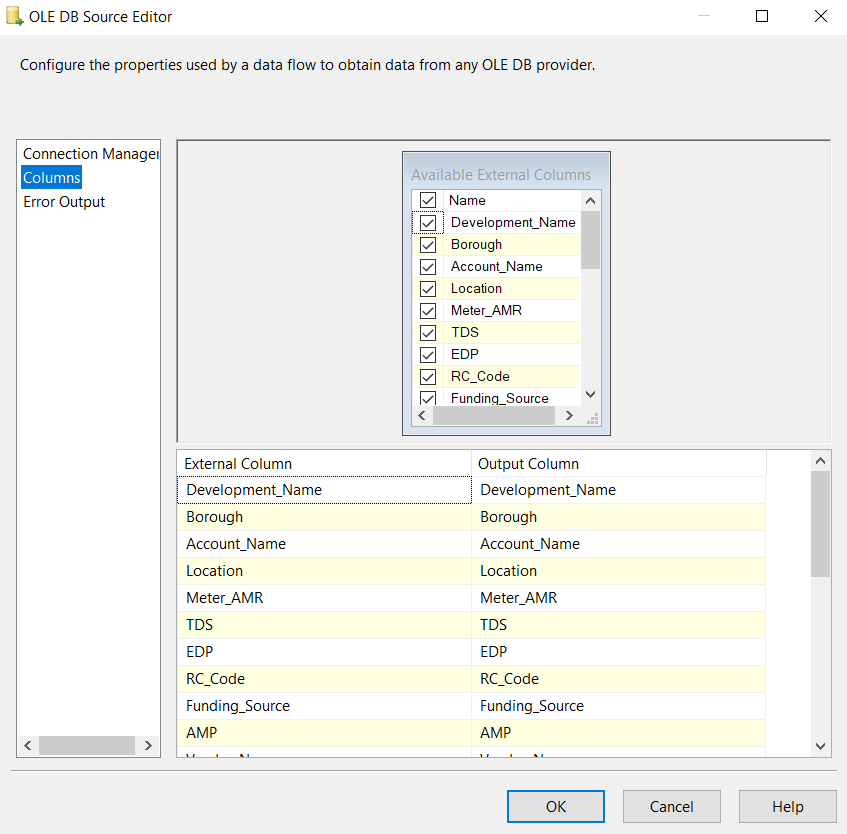 OLE DB Source Editor
Configure the properties used by a data flow to obtain data from any OLE DB provider.
Connection Manager
Columns
Error Output
Available External Columns
Name
Development_Name
Borough
Account_Name
Location
Meter_AMR
TDS
EDP
RC_Code
Funding_Source
External Column Output Column
Development_Name Development_Name
Borough Borough
Account_Name Account_Name
Location Location
Meter_AMR Meter_AMR
TDS TDS
EDP EDP
RC_Code RC_Code
Funding_Source Funding_Source
AMP AMP
OK Cancel Help